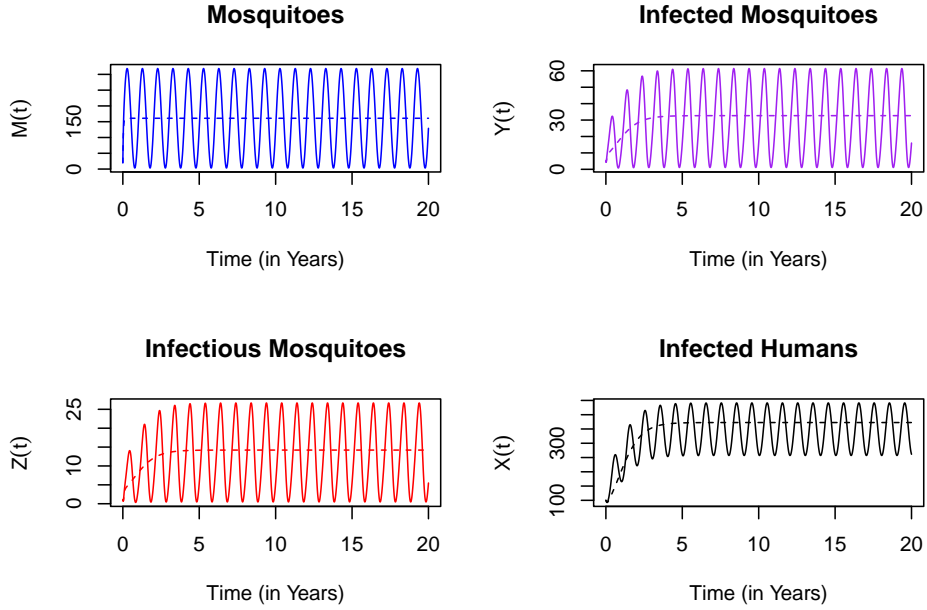 Mosquitoes
M(t)
150
0
0 5 10 15 20
Time (in Years)
Infected Mosquitoes
Y(t)
60
30
0
0 5 10 15 20
Time (in Years)
Infectious Mosquitoes
Z(t)
25
10
0
0 5 10 15 20
Time (in Years)
Infected Humans
X(t)
300
100
0 5 10 15 20
Time (in Years)